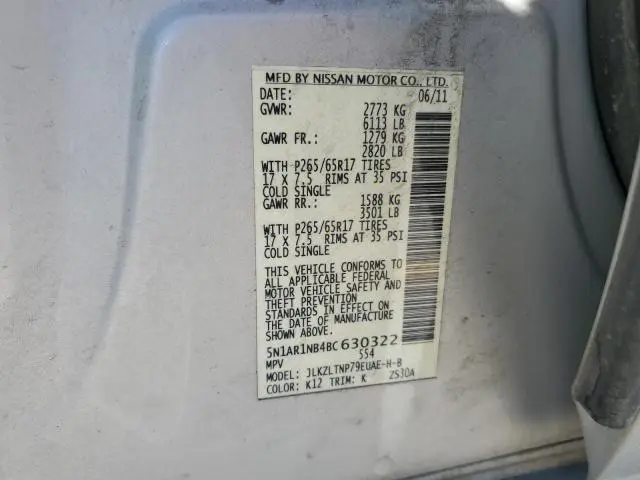 MFD BY NISSAN MOTOR CO., LTD.
DATE: 06/11
GVWR: 2773 KG
6113 LB
GAWR FR.: 1279 KG
2820 LB
WITH P265/65R17 TIRES
17 X 7.5 RIMS AT 35 PSI
COLD SINGLE
GAWR RR.: 1588 KG
3501 LB
WITH P265/65R17 TIRES
17 X 7.5 RIMS AT 35 PSI
COLD SINGLE
THIS VEHICLE CONFORMS TO
ALL APPLICABLE FEDERAL
MOTOR VEHICLE SAFETY AND
THEFT PREVENTION
STANDARDS IN EFFECT ON
THE DATE OF MANUFACTURE
SHOWN ABOVE.
5N1AR1NB4BC630322
MPV 554
MODEL: JLKZLTNP79EUAE-H-B
COLOR: K12 TRIM: K ZS30A